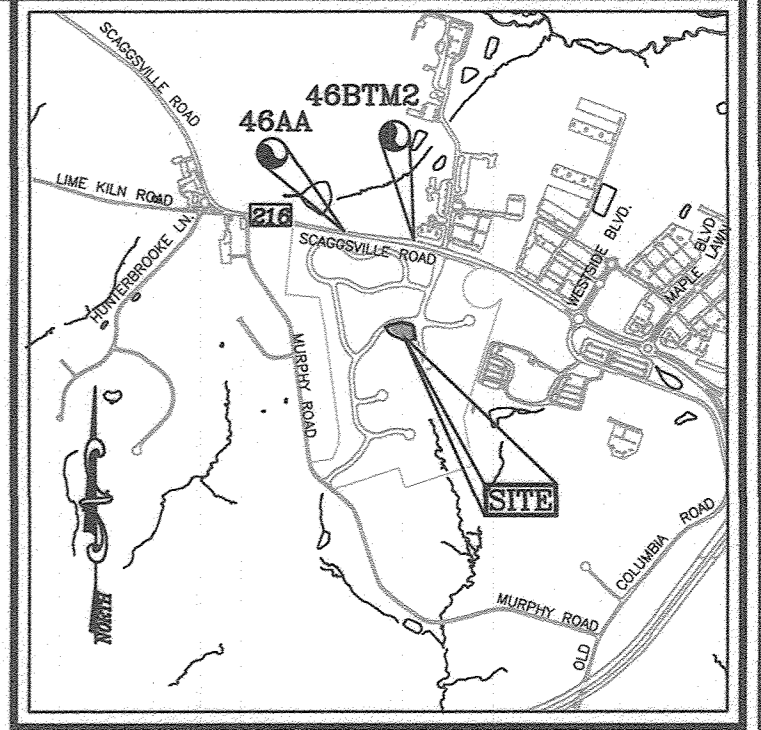 SCAGGSVILLE ROAD
46BTM2
46AA
LIME KILN ROAD
216
SCAGGSVILLE ROAD
HUNTERBROOKE LN.
WESTSIDE BLVD.
MAPLE LAWN
BLVD.
MURPHY ROAD
SITE
NORTH
MURPHY ROAD
OLD COLUMBIA ROAD